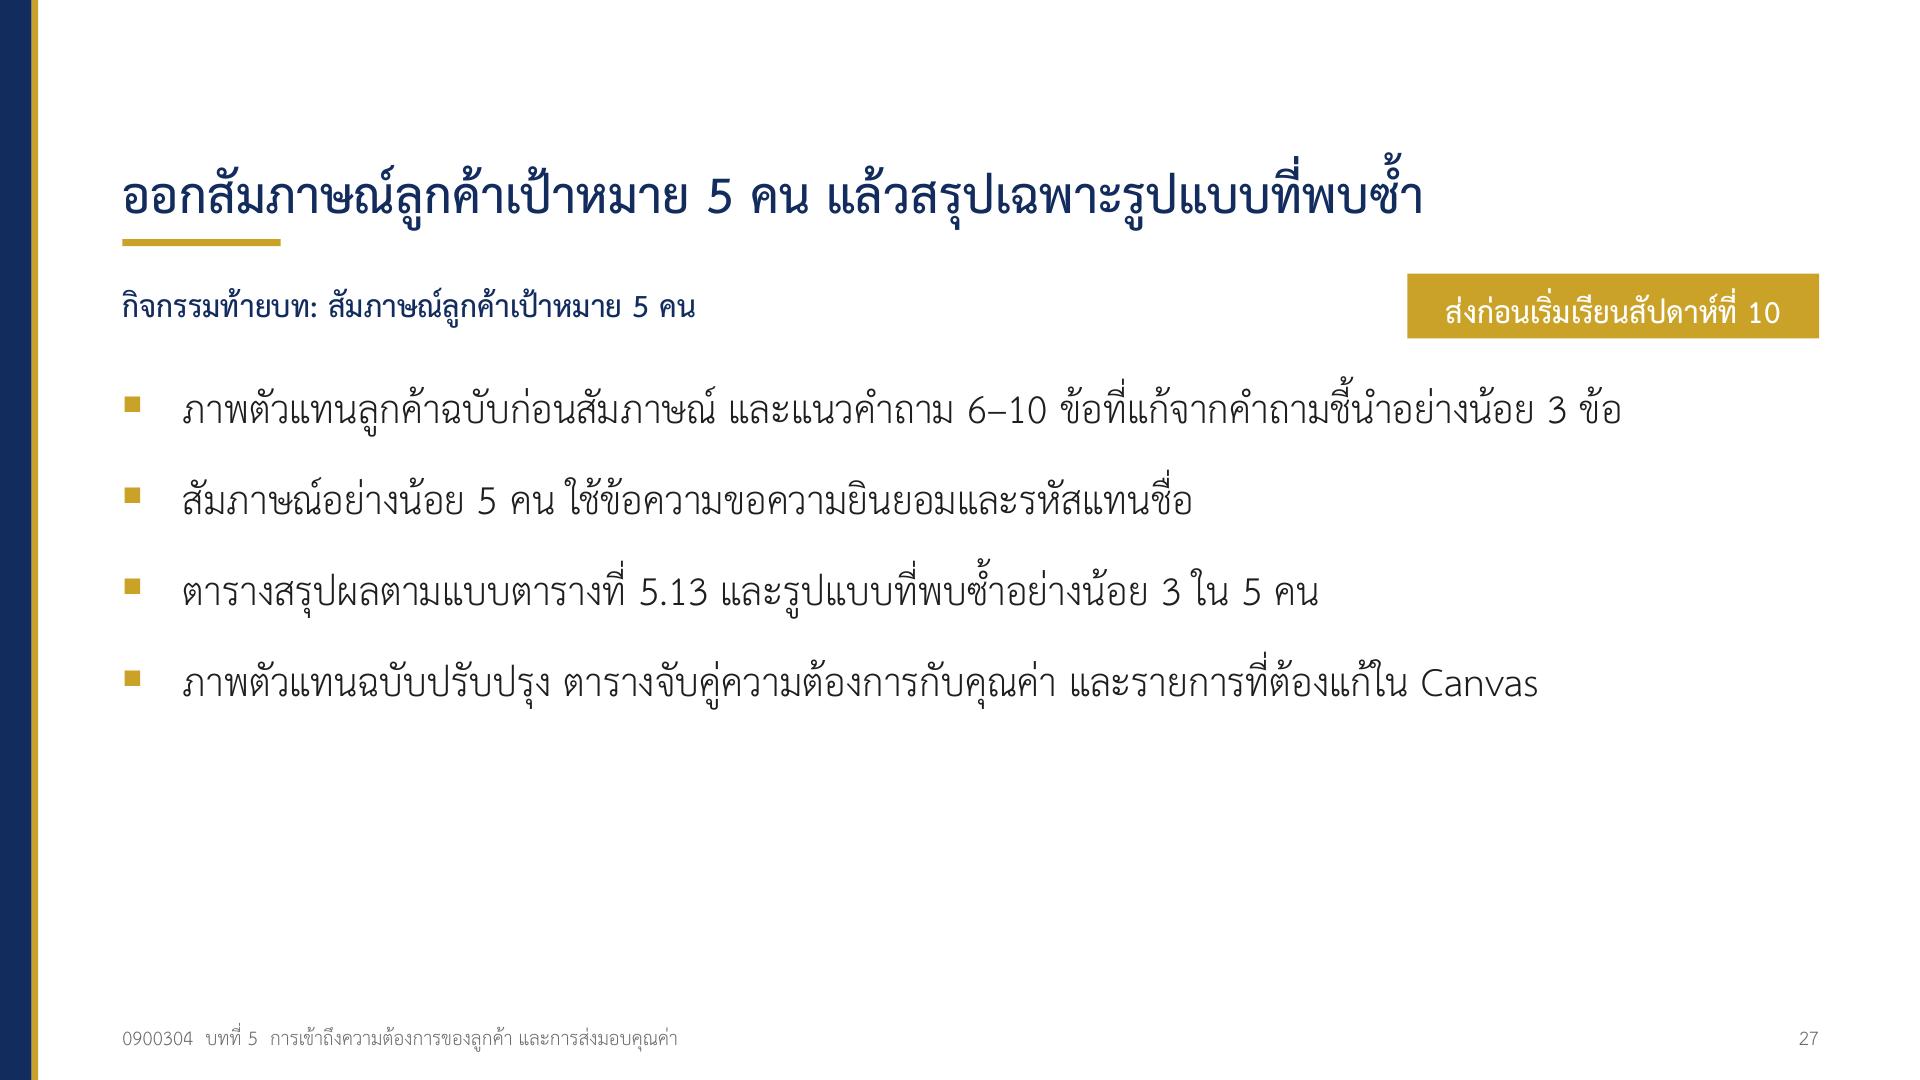 ออกสัมภาษณ์ลูกค้าเป้าหมาย 5 คน แล้วสรุปเฉพาะรูปแบบที่พบซ้ำ
กิจกรรมท้ายบท: สัมภาษณ์ลูกค้าเป้าหมาย 5 คน
ส่งก่อนเริ่มเรียนสัปดาห์ที่ 10
▪ ภาพตัวแทนลูกค้าฉบับก่อนสัมภาษณ์ และแนวคำถาม 6–10 ข้อที่แก้จากคำถามชี้นำอย่างน้อย 3 ข้อ
▪ สัมภาษณ์อย่างน้อย 5 คน ใช้ข้อความขอความยินยอมและรหัสแทนชื่อ
▪ ตารางสรุปผลตามแบบตารางที่ 5.13 และรูปแบบที่พบซ้ำอย่างน้อย 3 ใน 5 คน
▪ ภาพตัวแทนฉบับปรับปรุง ตารางจับคู่ความต้องการกับคุณค่า และรายการที่ต้องแก้ใน Canvas
0900304 บทที่ 5 การเข้าถึงความต้องการของลูกค้า และการส่งมอบคุณค่า
27